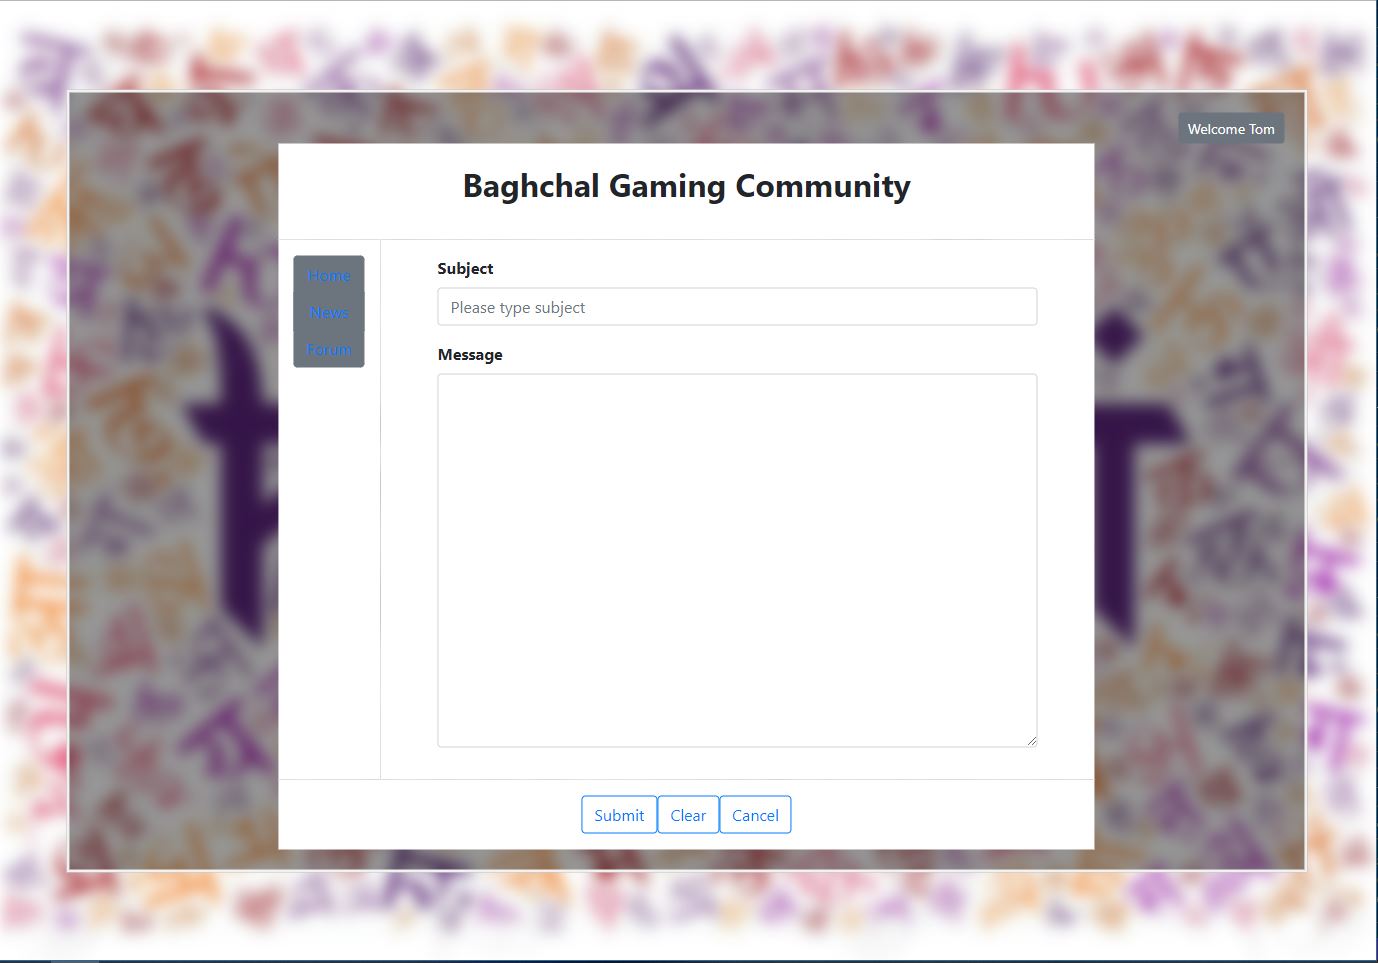 Welcome Tom
Baghchal Gaming Community
Home
News
Forum
Subject
Please type subject
Message
Submit
Clear
Cancel